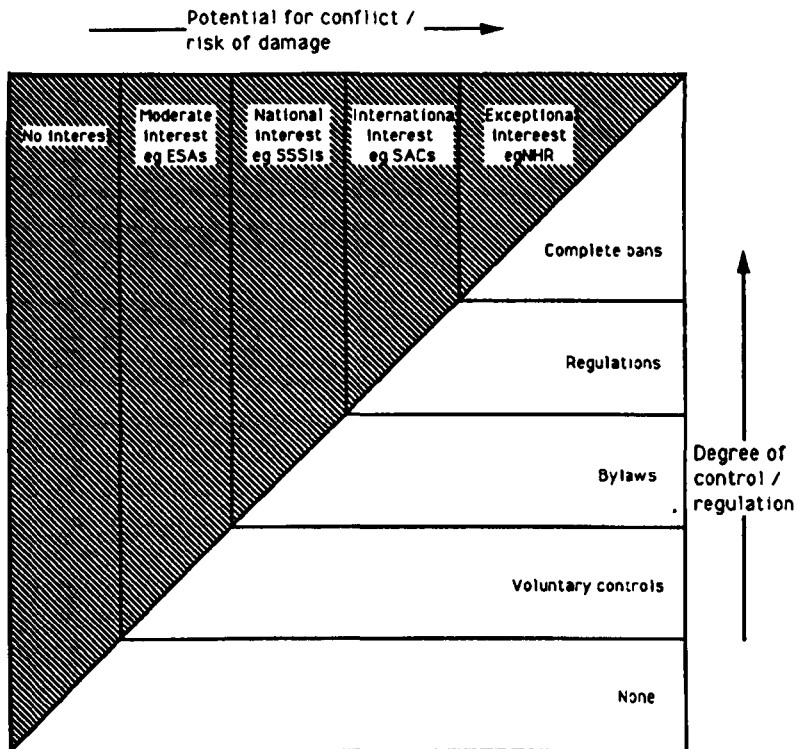 Potential for conflict /
risk of damage
No interest
Moderate
interest
eg ESAs
National
interest
eg SSSIs
Internationa
interest
eg SACs
Exceptiona
intereest
egNHR
Complete bans
Regulations
Bylaws
Voluntary controls
None
Degree of
control /
regulation